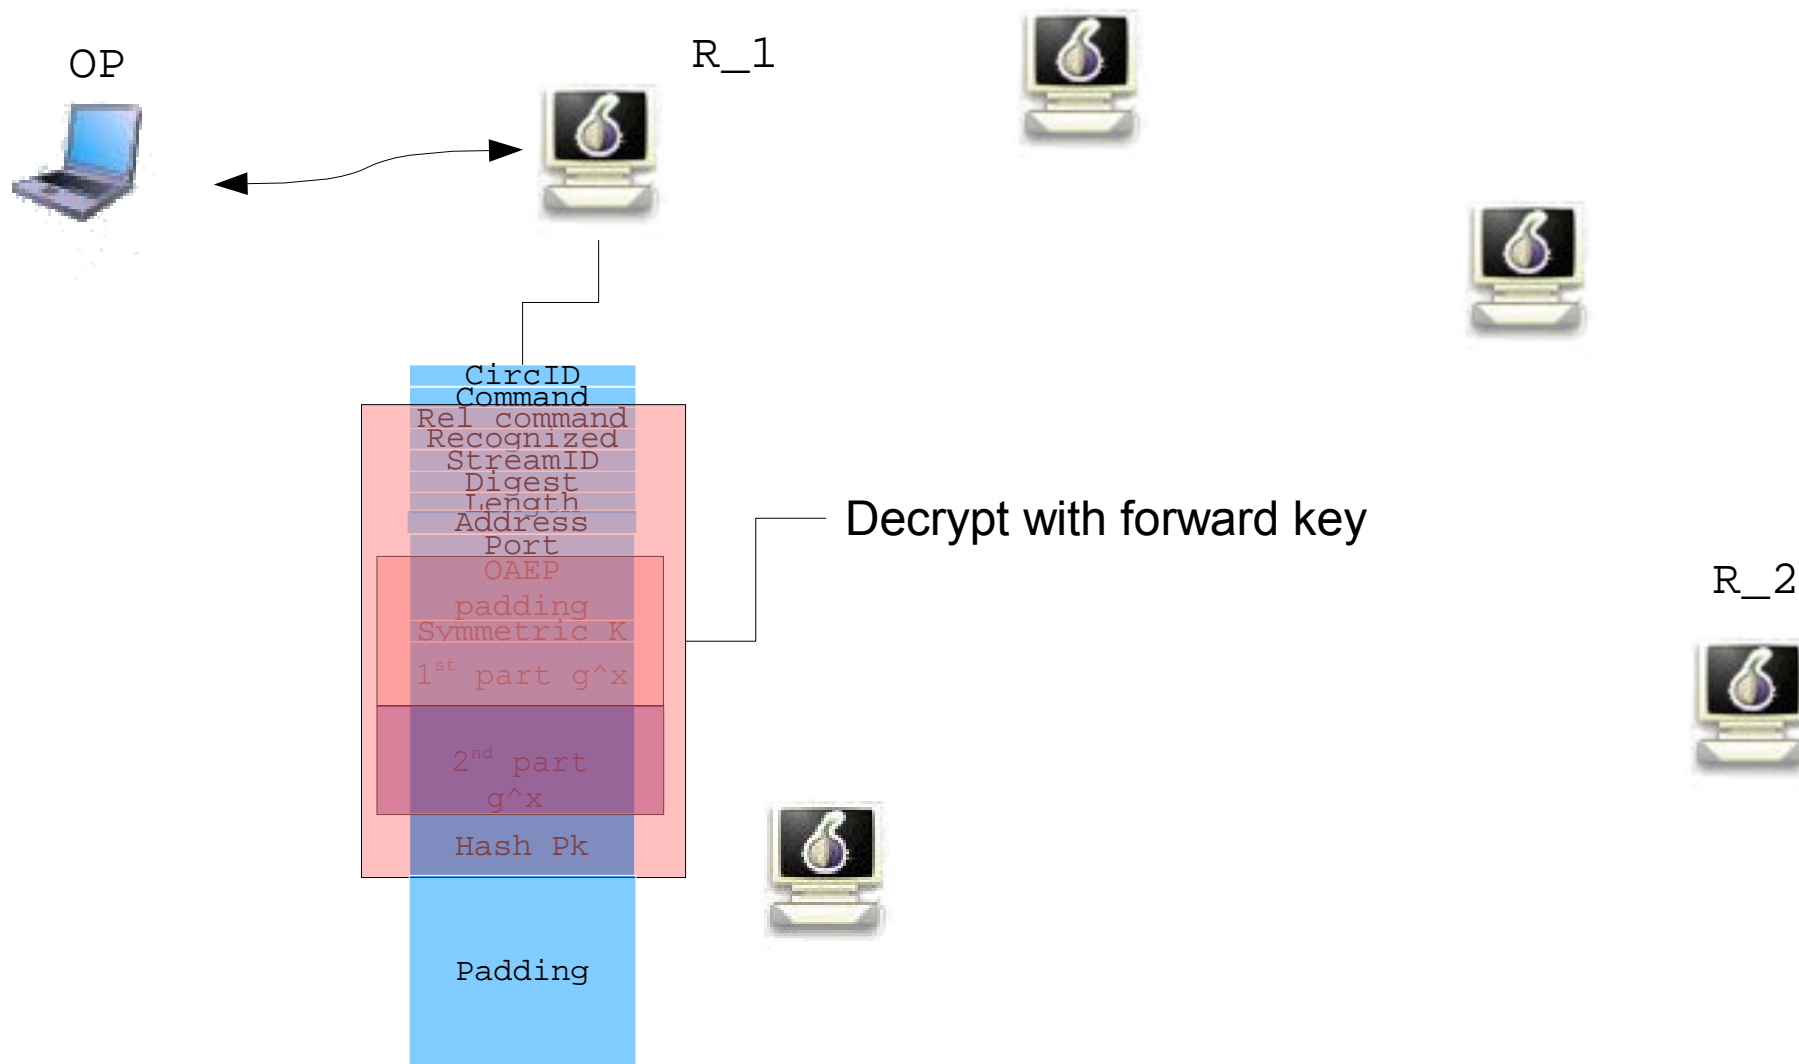 OP
R_1
CircID
Command
Rel command
Recognized
StreamID
Digest
Length
Address
Port
OAEP
padding
Symmetric K
1st part g^x
2nd part
g^x
Hash Pk
Padding
Decrypt with forward key
R_2